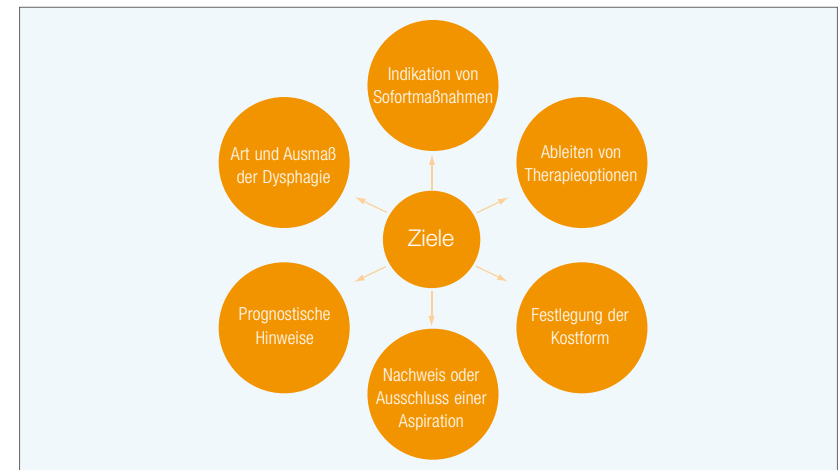 Indikation von
Sofortmaßnahmen
Art und Ausmaß
der Dysphagie
Ableiten von
Therapieoptionen
Ziele
Prognostische
Hinweise
Festlegung der
Kostform
Nachweis oder
Ausschluss einer
Aspiration